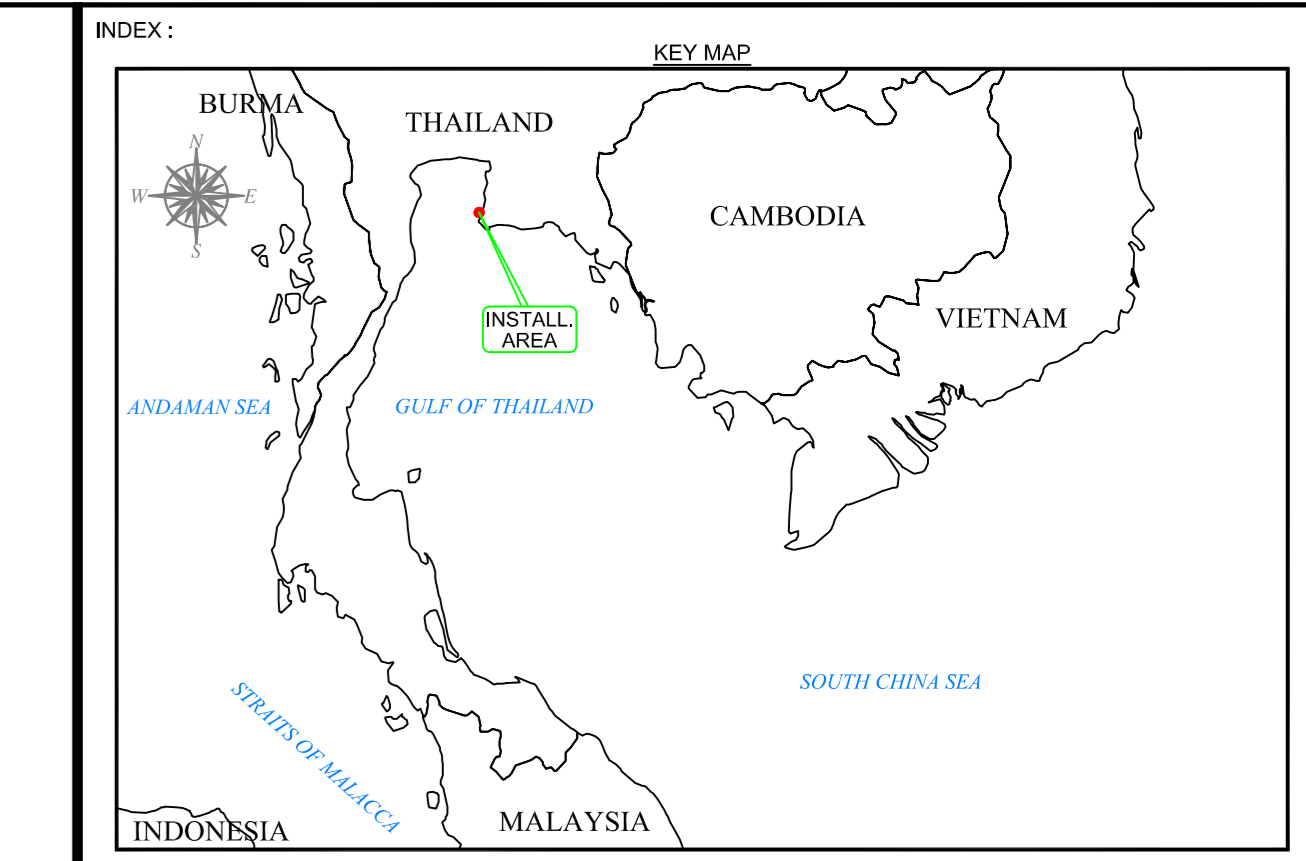 INDEX :
KEY MAP
BURMA
THAILAND
N
W
E
S
CAMBODIA
INSTALL.
AREA
VIETNAM
ANDAMAN SEA
GULF OF THAILAND
SOUTH CHINA SEA
STRAITS OF MALACCA
MALAYSIA
INDONESIA